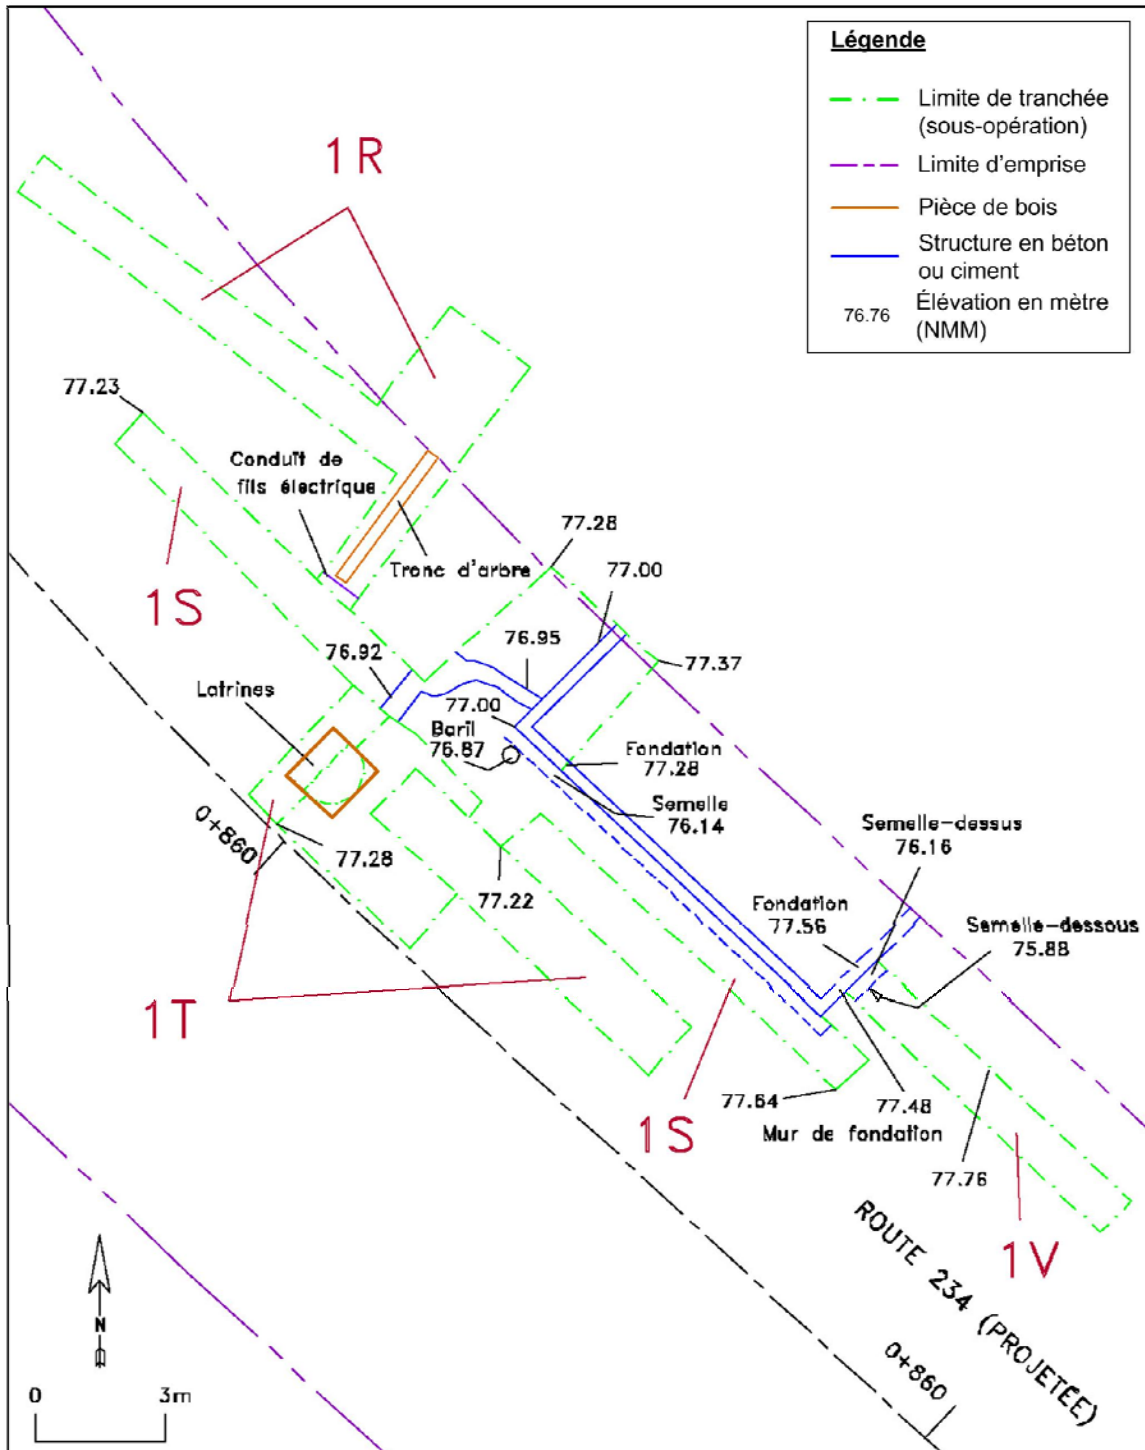 Légende
Limite de tranchée
(sous-opération)
Limite d'emprise
Pièce de bois
Structure en béton
ou ciment
76.76
Élévation en mètre
(NMM)
1R
77.23
Conduit de
fils électrique
Tronc d'arbre
77.28
77.00
1S
76.92
76.95
77.37
Latrines
77.00
Baril
76.87
Fondation
77.28
Semelle
76.14
Semelle-dessus
76.16
0+860
77.28
77.22
Fondation
77.56
Semelle-dessous
75.88
1T
77.64
77.48
1S
Mur de fondation
77.76
ROUTE 234 (PROJETÉE)
1V
N
0+860
0
3m